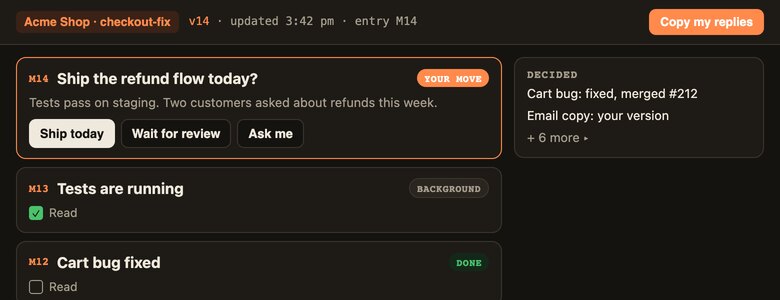 Acme Shop · checkout-fix v14 · updated 3:42 pm · entry M14 Copy my replies
M14 Ship the refund flow today? YOUR MOVE
Tests pass on staging. Two customers asked about refunds this week.
Ship today Wait for review Ask me
M13 Tests are running BACKGROUND
Read
M12 Cart bug fixed DONE
Read
DECIDED
Cart bug: fixed, merged #212
Email copy: your version
+ 6 more ▸